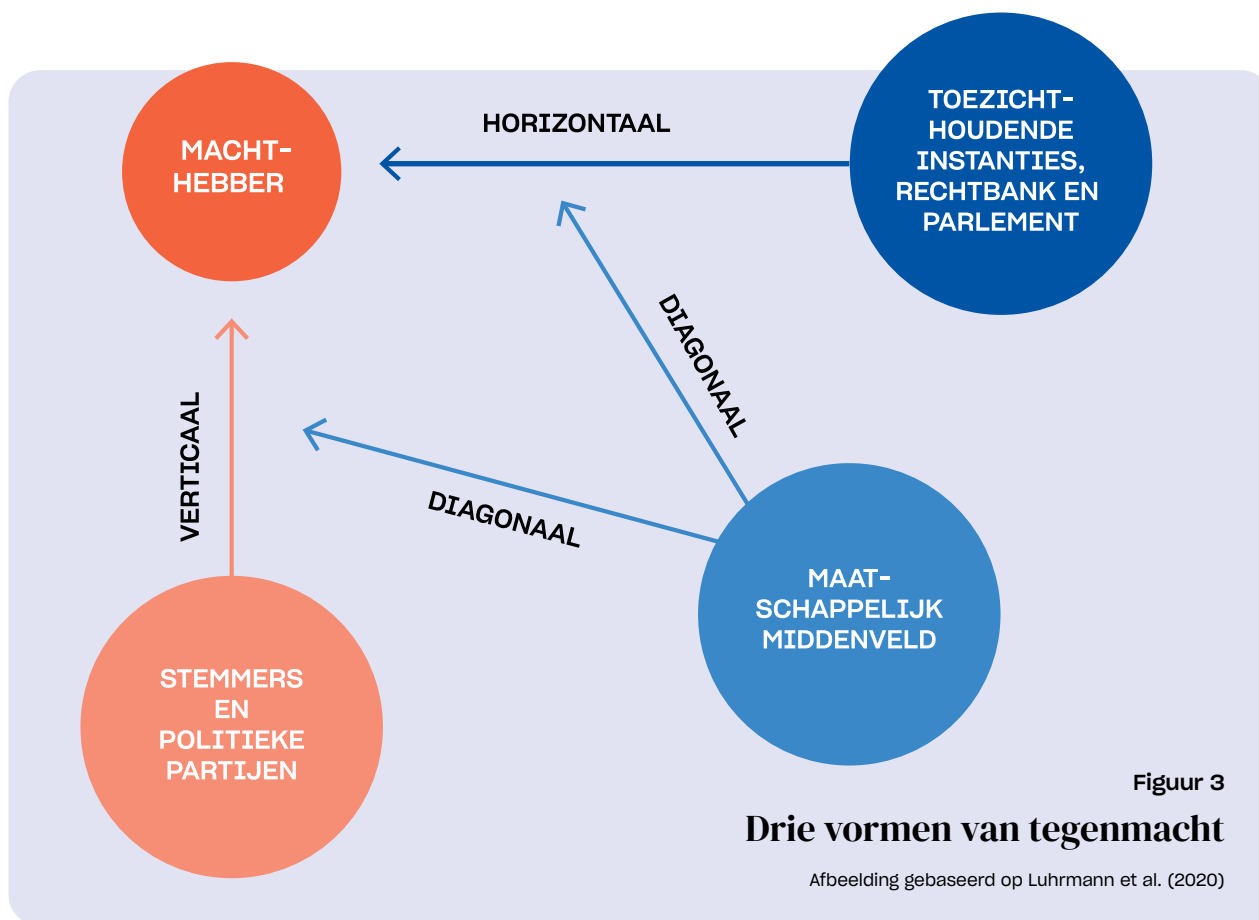 MACHT-
HEBBER
HORIZONTAAL
TOEZICHT-
HOUDENDE
INSTANTIES,
RECHTBANK EN
PARLEMENT
DIAGONAAL
VERTICAAL
DIAGONAAL
MAAT-
SCHAPPELIJK
MIDDENVELD
STEMMERS
EN
POLITIEKE
PARTIJEN
Figuur 3
Drie vormen van tegenmacht
Afbeelding gebaseerd op Luhrmann et al. (2020)